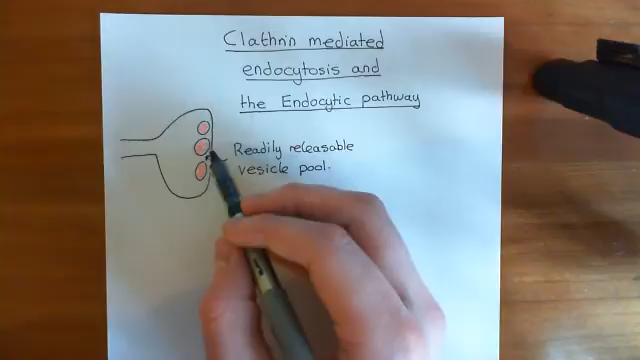 Clathrin mediated
endocytosis and
the Endocytic pathway
Readily releasable
vesicle pool.